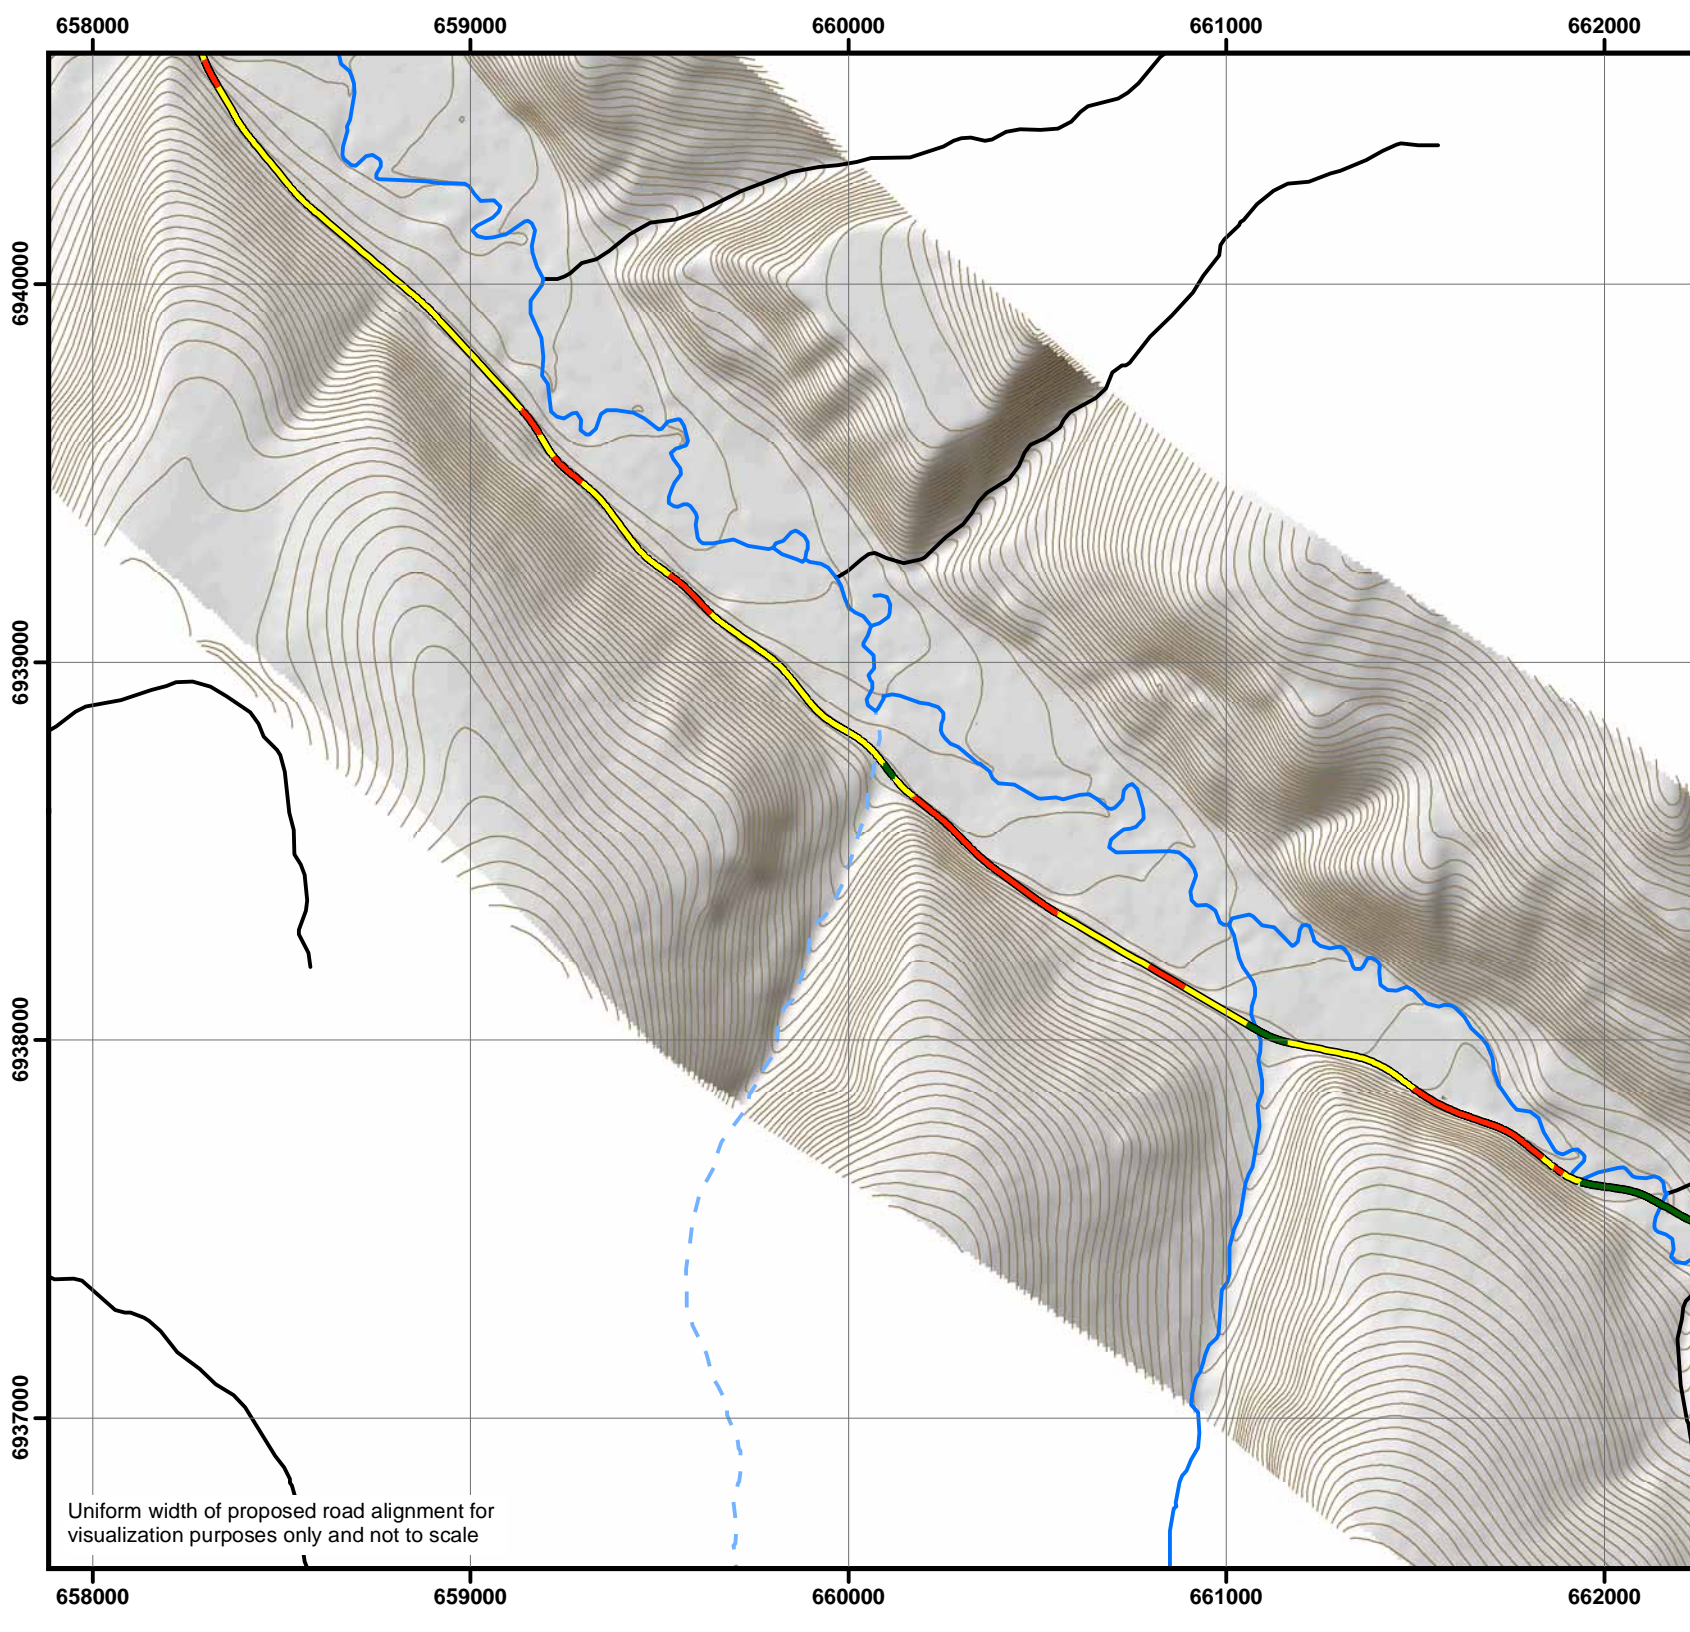 658000 659000 660000 661000 662000
6940000
6939000
6938000
6937000
Uniform width of proposed road alignment for
visualization purposes only and not to scale
658000 659000 660000 661000 662000